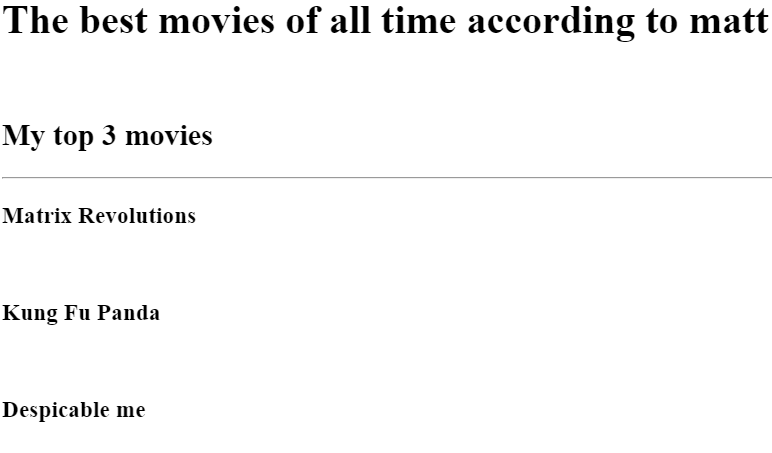 The best movies of all time according to matt
My top 3 movies
Matrix Revolutions
Kung Fu Panda
Despicable me